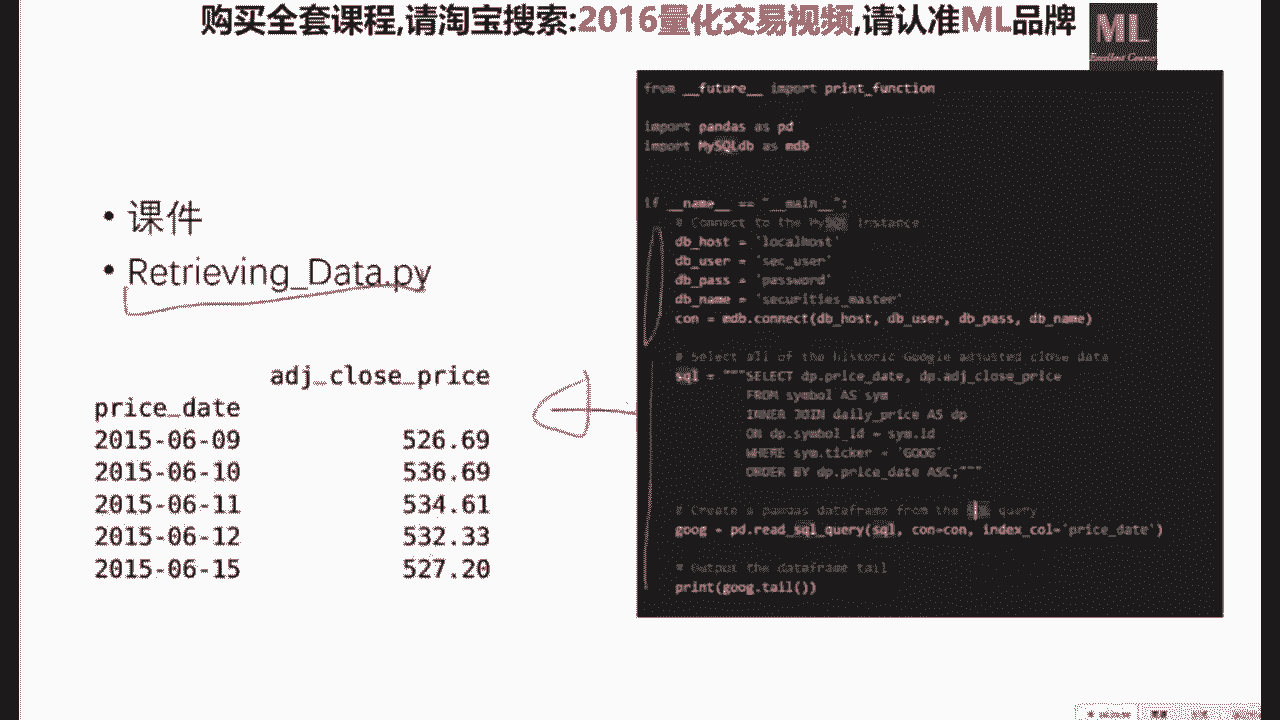 购买全套课程,请淘宝搜索:2016量化交易视频,请认准ML品牌
ML
Excellent Course
• 课件
• Retrieving_Data.py
adj_close_price
price_date
2015-06-09 526.69
2015-06-10 536.69
2015-06-11 534.61
2015-06-12 532.33
2015-06-15 527.20
from __future__ import print_function
import pandas as pd
import MySQLdb as mdb
if __name__ == "__main__":
# Connect to the MySQL instance
db_host = 'localhost'
db_user = 'sec_user'
db_pass = 'password'
db_name = 'securities_master'
con = mdb.connect(db_host, db_user, db_pass, db_name)
# Select all of the historic Google adjusted close data
sql = """SELECT dp.price_date, dp.adj_close_price
FROM symbol AS sym
INNER JOIN daily_price AS dp
ON dp.symbol_id = sym.id
WHERE sym.ticker = 'GOOG'
ORDER BY dp.price_date ASC;"""
# Create a pandas dataframe from the SQL query
goog = pd.read_sql_query(sql, con=con, index_col='price_date')
# Output the dataframe tail
print(goog.tail())